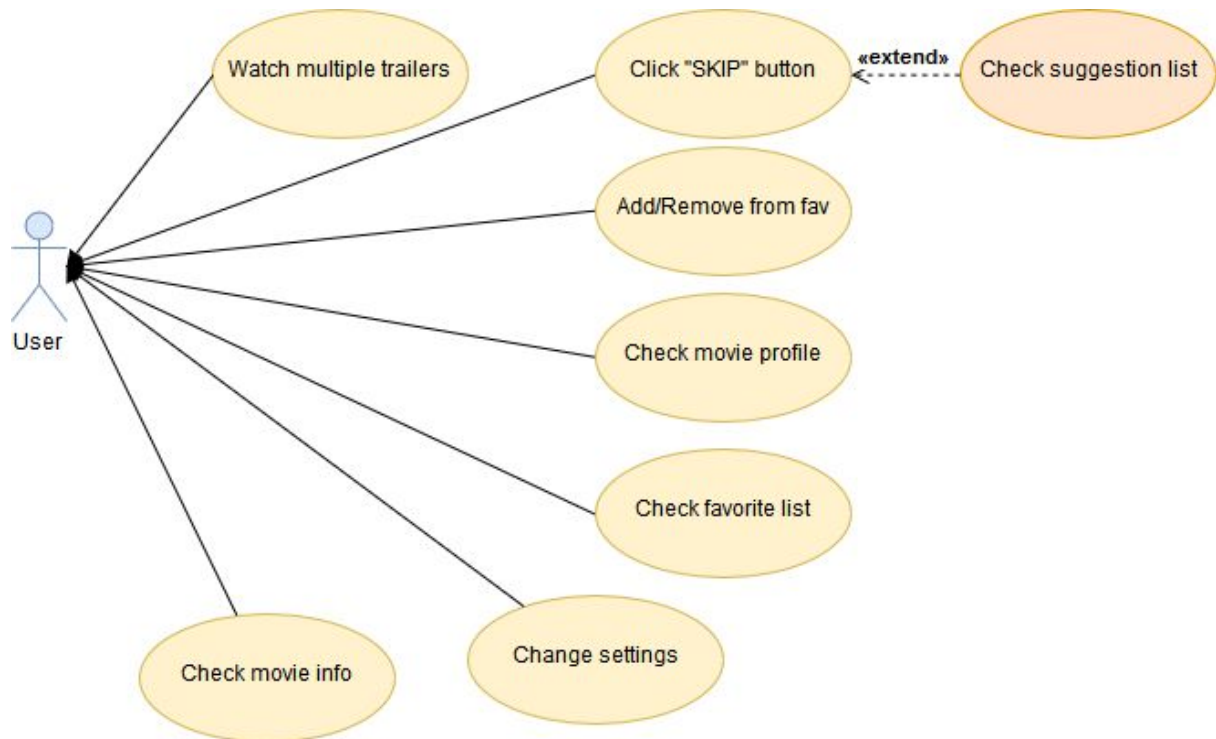 Watch multiple trailers
Click "SKIP" button
«extend»
Check suggestion list
Add/Remove from fav
User
Check movie profile
Check favorite list
Change settings
Check movie info